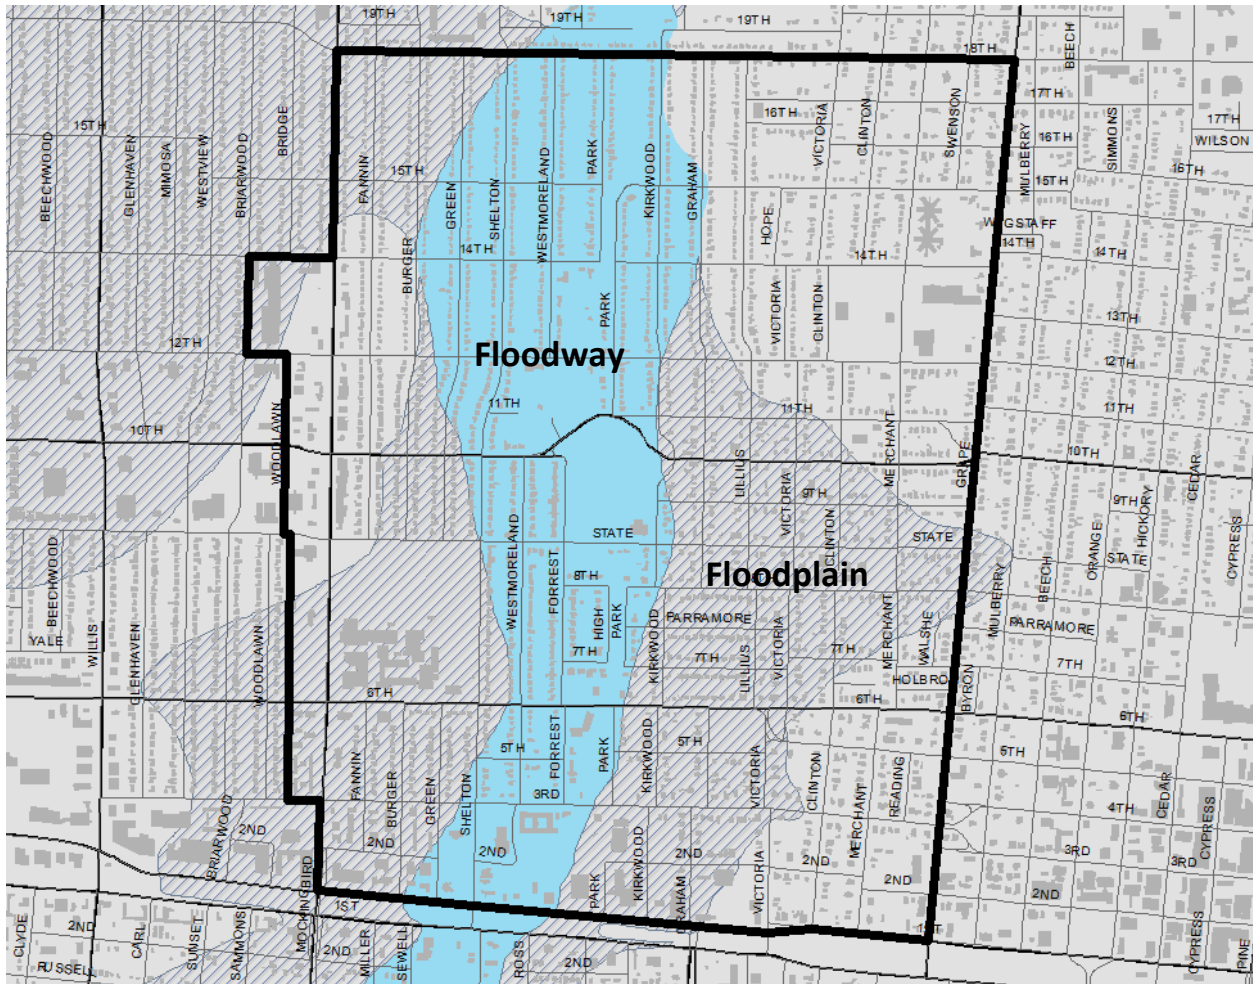 19TH
19TH
19TH
18TH
BEECH
BRIDGE
17TH
17TH
16TH
VICTORIA
CLINTON
SWENSON
MULBERRY
16TH
SIMMONS
WILSON
15TH
BEECHWOOD
GLENHAVEN
MIMOSA
WESTVIEW
BRIARWOOD
FANNIN
15TH
GREEN
SHELTON
WESTMORELAND
PARK
KIRKWOOD
GRAHAM
15TH
16TH
HOPE
WAGSTAFF
14TH
14TH
14TH
14TH
BURGER
PARK
VICTORIA
CLINTON
13TH
12TH
Floodway
12TH
11TH
11TH
11TH
10TH
WOODLAWN
LILLIUS
MERCHANT
GRAPE
10TH
CEDAR
VICTORIA
9TH
9TH
HICKORY
STATE
CLINTON
STATE
ORANGE
STATE
CYPRESS
BEECHWOOD
WESTMORELAND
FORREST
8TH
Floodplain
BEECH
MULBERRY
YALE
WILLIS
GLENHAVEN
WOODLAWN
HIGH
PARK
7TH
KIRKWOOD
PARRAMORE
7TH
LILLIUS
VICTORIA
7TH
MERCHANT
WALSHE
PARRAMORE
7TH
HOLBRO
6TH
6TH
BYRON
6TH
5TH
FORREST
PARK
KIRKWOOD
5TH
VICTORIA
5TH
FANNIN
BURGER
GREEN
SHELTON
3RD
CLINTON
MERCHANT
READING
4TH
CEDAR
CYPRESS
BRIARWOOD
2ND
2ND
2ND
KIRKWOOD
2ND
2ND
3RD
3RD
MOCKINGBIRD
PARK
GRAHAM
VICTORIA
2ND
2ND
1ST
1ST
CLYDE
2ND
CARL
SUNSET
SAMMONS
2ND
MILLER
SEWELL
ROSS
2ND
CYPRESS
PINE
RUSSELL